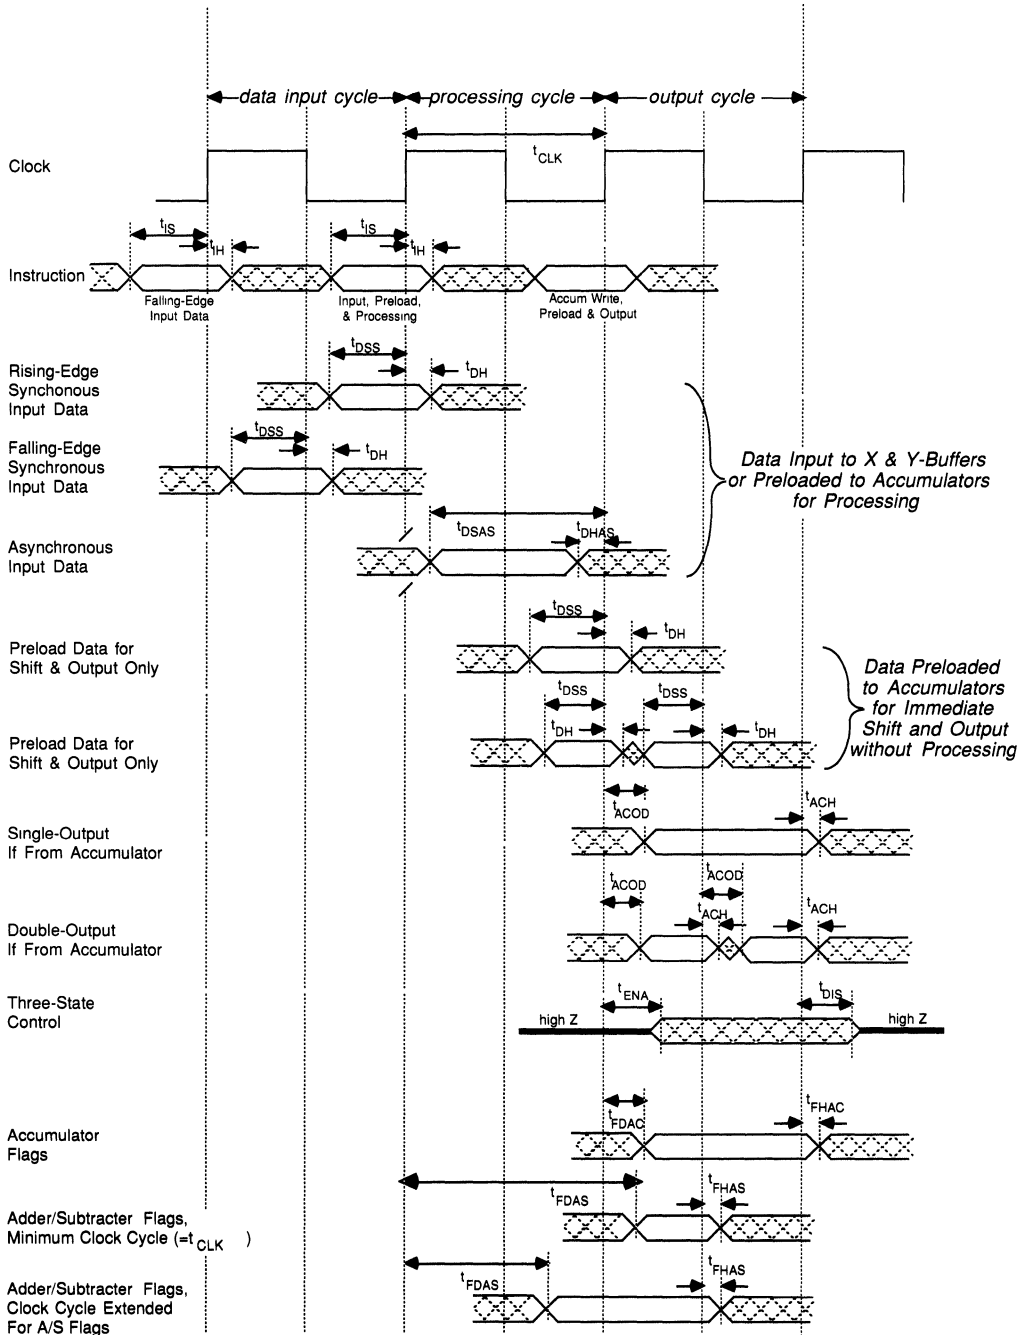 data input cycle processing cycle output cycle
tCLK
Clock
tIS tIS
tIH tIH
Instruction
Falling-Edge
Input Data
Input, Preload,
& Processing
Accum Write,
Preload & Output
tDSS
Rising-Edge
Synchonous
Input Data
tDH
tDSS
Falling-Edge
Synchronous
Input Data
tDH
Data Input to X & Y-Buffers
or Preloaded to Accumulators
for Processing
tDSAS tDHAS
Asynchronous
Input Data
tDSS
tDH
Preload Data for
Shift & Output Only
tDSS tDSS
tDH tDH
Preload Data for
Shift & Output Only
Data Preloaded
to Accumulators
for Immediate
Shift and Output
without Processing
tACOD tACH
Single-Output
If From Accumulator
tACOD tACOD
tACH tACH
Double-Output
If From Accumulator
tENA tDIS
Three-State
Control
high Z high Z
tFDAC tFHAC
Accumulator
Flags
tFDAS tFHAS
Adder/Subtracter Flags,
Minimum Clock Cycle (=tCLK )
tFDAS tFHAS
Adder/Subtracter Flags,
Clock Cycle Extended
For A/S Flags